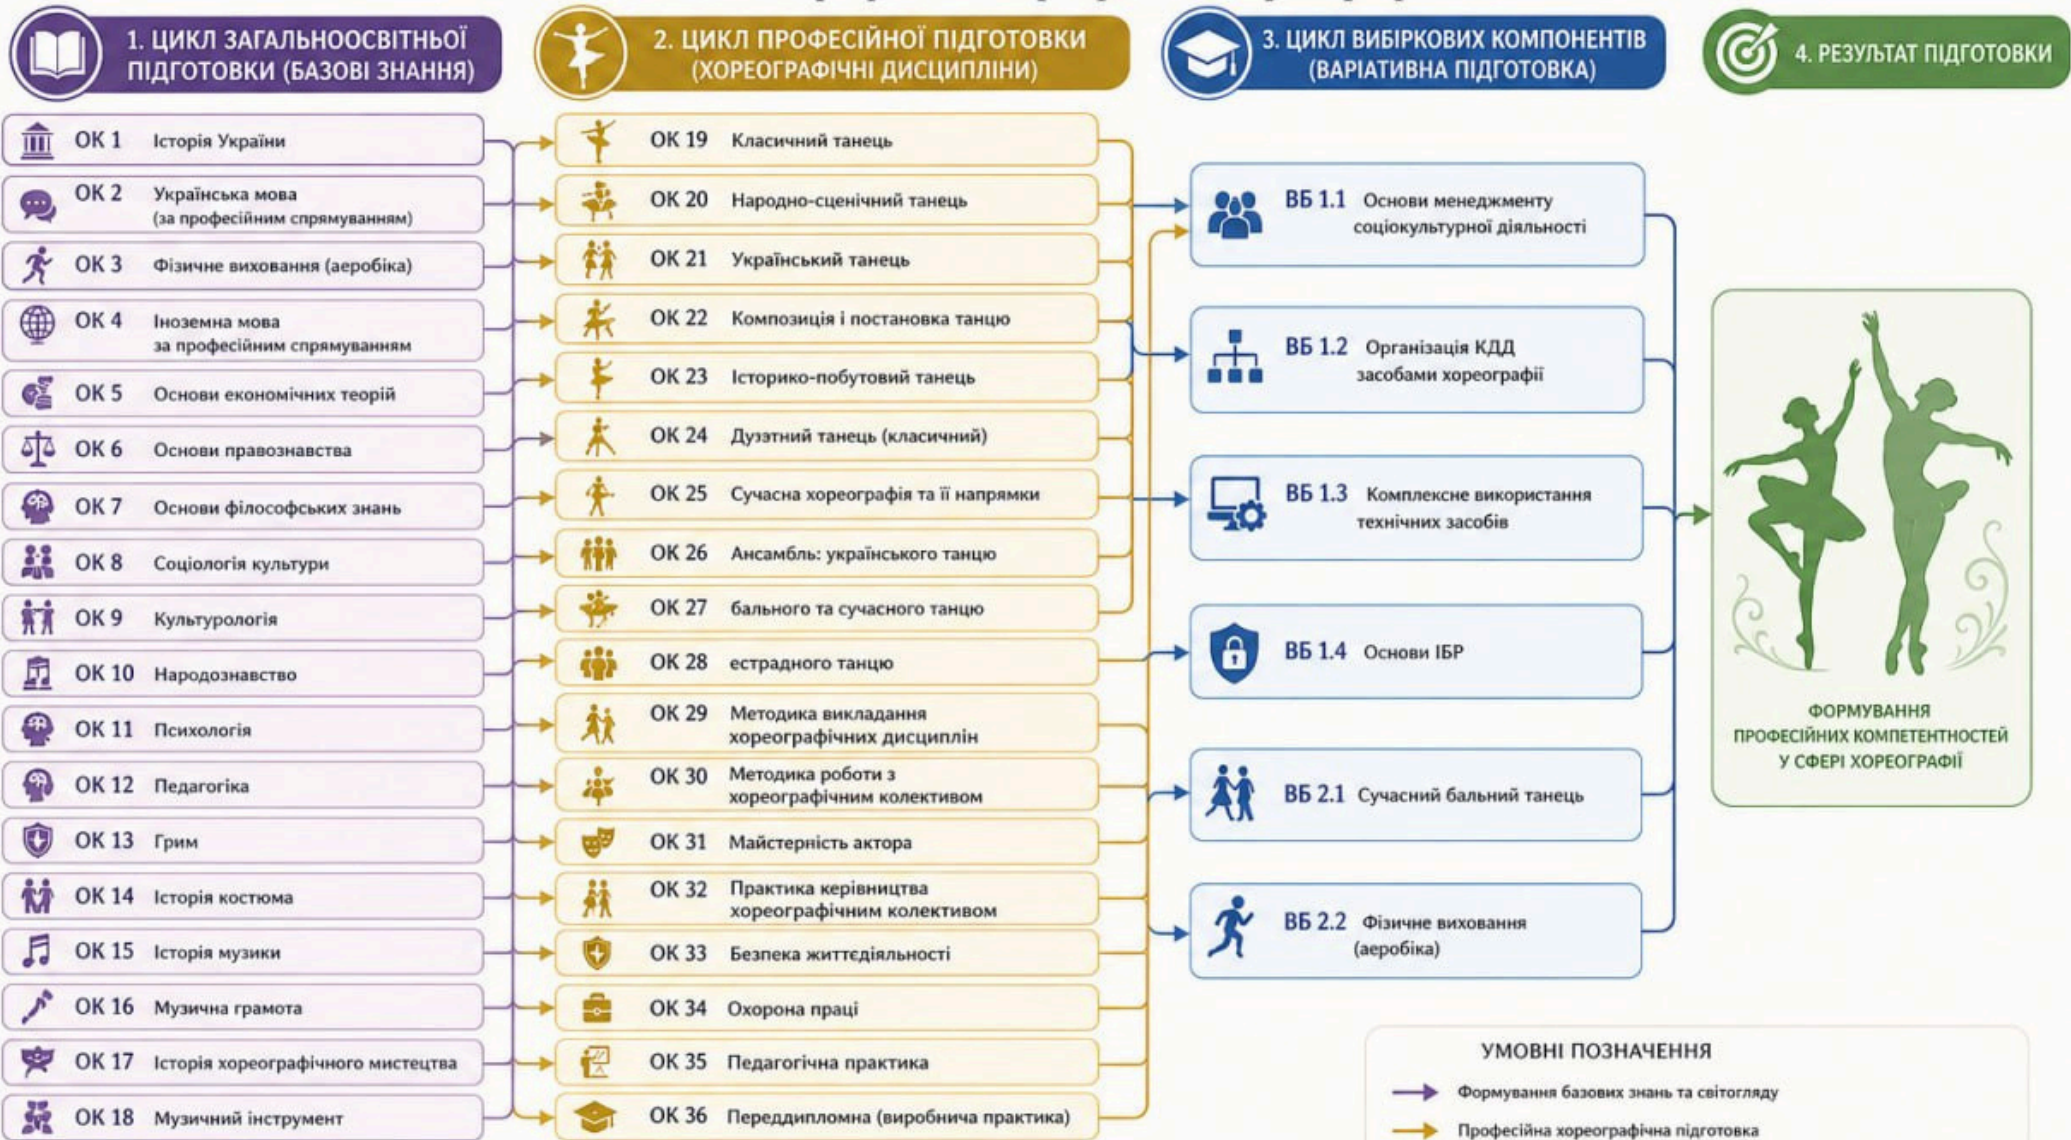 1. ЦИКЛ ЗАГАЛЬНООСВІТНЬОЇ
ПІДГОТОВКИ (БАЗОВІ ЗНАННЯ)
ОК 1 Історія України
ОК 2 Українська мова
(за професійним спрямуванням)
ОК 3 Фізичне виховання (аеробіка)
ОК 4 Іноземна мова
за професійним спрямуванням
ОК 5 Основи економічних теорій
ОК 6 Основи правознавства
ОК 7 Основи філософських знань
ОК 8 Соціологія культури
ОК 9 Культурологія
ОК 10 Народознавство
ОК 11 Психологія
ОК 12 Педагогіка
ОК 13 Грим
ОК 14 Історія костюма
ОК 15 Історія музики
ОК 16 Музична грамота
ОК 17 Історія хореографічного мистецтва
ОК 18 Музичний інструмент
2. ЦИКЛ ПРОФЕСІЙНОЇ ПІДГОТОВКИ
(ХОРЕОГРАФІЧНІ ДИСЦИПЛІНИ)
ОК 19 Класичний танець
ОК 20 Народно-сценічний танець
ОК 21 Український танець
ОК 22 Композиція і постановка танцю
ОК 23 Історико-побутовий танець
ОК 24 Дуэтний танець (класичний)
ОК 25 Сучасна хореографія та її напрямки
ОК 26 Ансамбль: українського танцю
ОК 27 бального та сучасного танцю
ОК 28 естрадного танцю
ОК 29 Методика викладання
хореографічних дисциплін
ОК 30 Методика роботи з
хореографічним колективом
ОК 31 Майстерність актора
ОК 32 Практика керівництва
хореографічним колективом
ОК 33 Безпека життєдіяльності
ОК 34 Охорона праці
ОК 35 Педагогічна практика
ОК 36 Переддипломна (виробнича практика)
3. ЦИКЛ ВИБІРКОВИХ КОМПОНЕНТІВ
(ВАРІАТИВНА ПІДГОТОВКА)
ВБ 1.1 Основи менеджменту
соціокультурної діяльності
ВБ 1.2 Організація КДД
засобами хореографії
ВБ 1.3 Комплексне використання
технічних засобів
ВБ 1.4 Основи ІБР
ВБ 2.1 Сучасний бальний танець
ВБ 2.2 Фізичне виховання
(аеробіка)
4. РЕЗУЛЬТАТ ПІДГОТОВКИ
ФОРМУВАННЯ
ПРОФЕСІЙНИХ КОМПЕТЕНТНОСТЕЙ
У СФЕРІ ХОРЕОГРАФІЇ
УМОВНІ ПОЗНАЧЕННЯ
Формування базових знань та світогляду
Професійна хореографічна підготовка